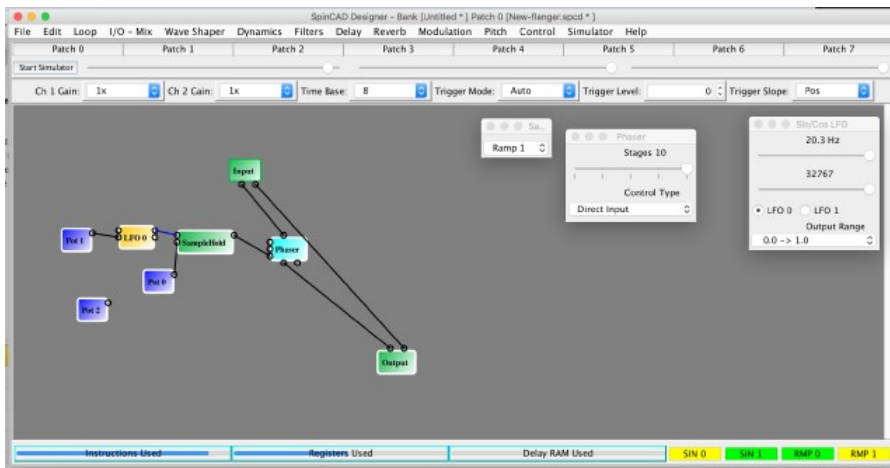 SpinCAD Designer - Bank [Untitled * ] Patch 0 [New-flanger.spcd * ]
File Edit Loop I/O - Mix Wave Shaper Dynamics Filters Delay Reverb Modulation Pitch Control Simulator Help
Patch 0 Patch 1 Patch 2 Patch 3 Patch 4 Patch 5 Patch 6 Patch 7
Start Simulator
Ch 1 Gain: 1x Ch 2 Gain: 1x Time Base: 8 Trigger Mode: Auto Trigger Level: 0 Trigger Slope: Pos
Sa...
Ramp 1
Phaser
Stages 10
Control Type
Direct Input
Sin/Cos LFO
20.3 Hz
32767
LFO 0 LFO 1
Output Range
0.0 -> 1.0
Input
Pot 1
LFO 0
SampleHold
Phaser
Pot 0
Pot 2
Output
Instructions Used Registers Used Delay RAM Used SIN 0 SIN 1 RMP 0 RMP 1